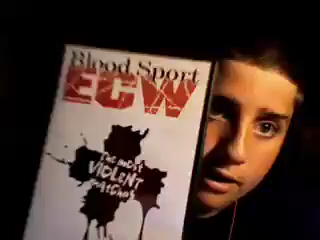 Blood Sport
ECW
The most
VIOLENT
matches